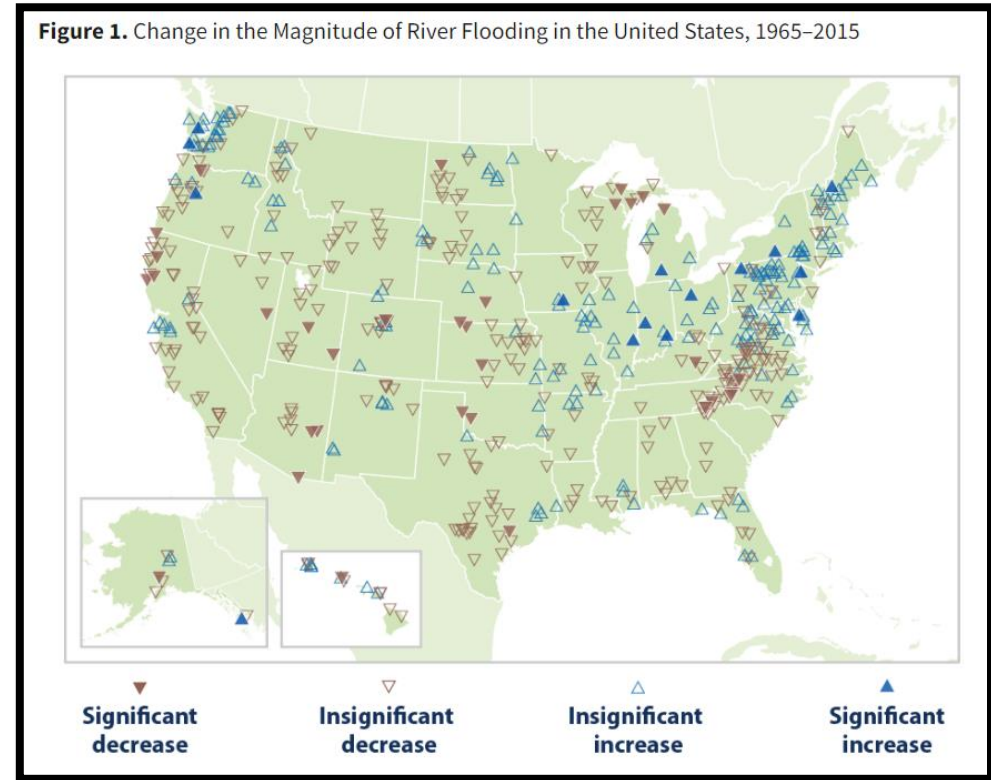 Figure 1. Change in the Magnitude of River Flooding in the United States, 1965–2015
Significant decrease
Insignificant decrease
Insignificant increase
Significant increase